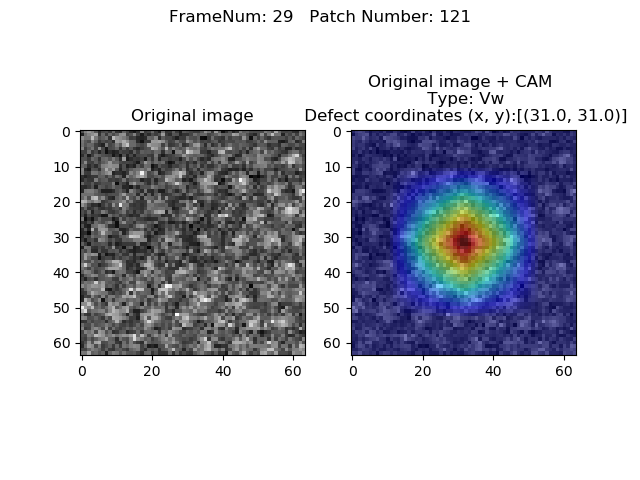 FrameNum: 29   Patch Number: 121
Original image
Original image + CAM
Type: Vw
Defect coordinates (x, y):[(31.0, 31.0)]
0
10
20
30
40
50
60
0 20 40 60
0
10
20
30
40
50
60
0 20 40 60